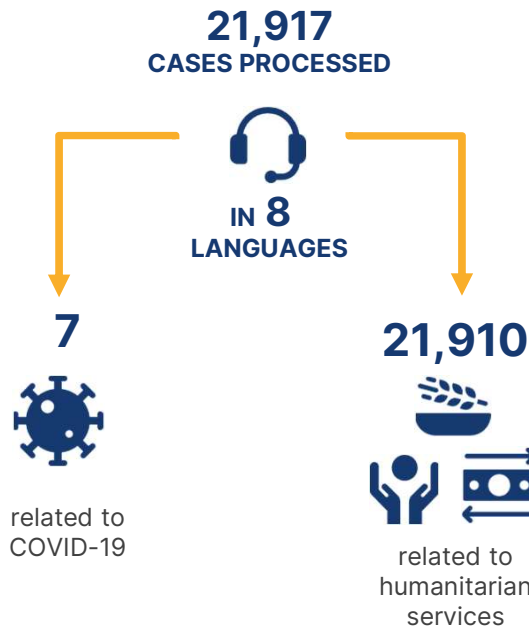 21,917
CASES PROCESSED
IN 8
LANGUAGES
7
related to
COVID-19
21,910
related to
humanitarian
services